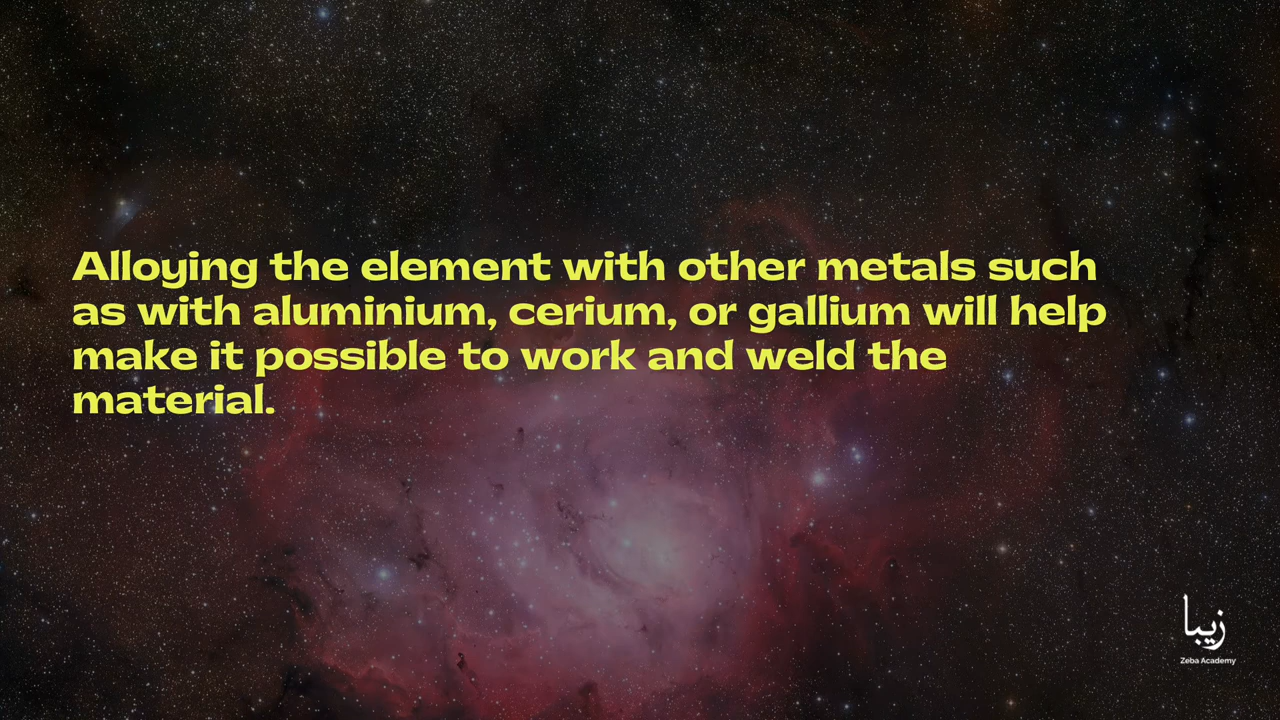 Alloying the element with other metals such
as with aluminium, cerium, or gallium will help
make it possible to work and weld the
material.
زيبا
Zeba Academy